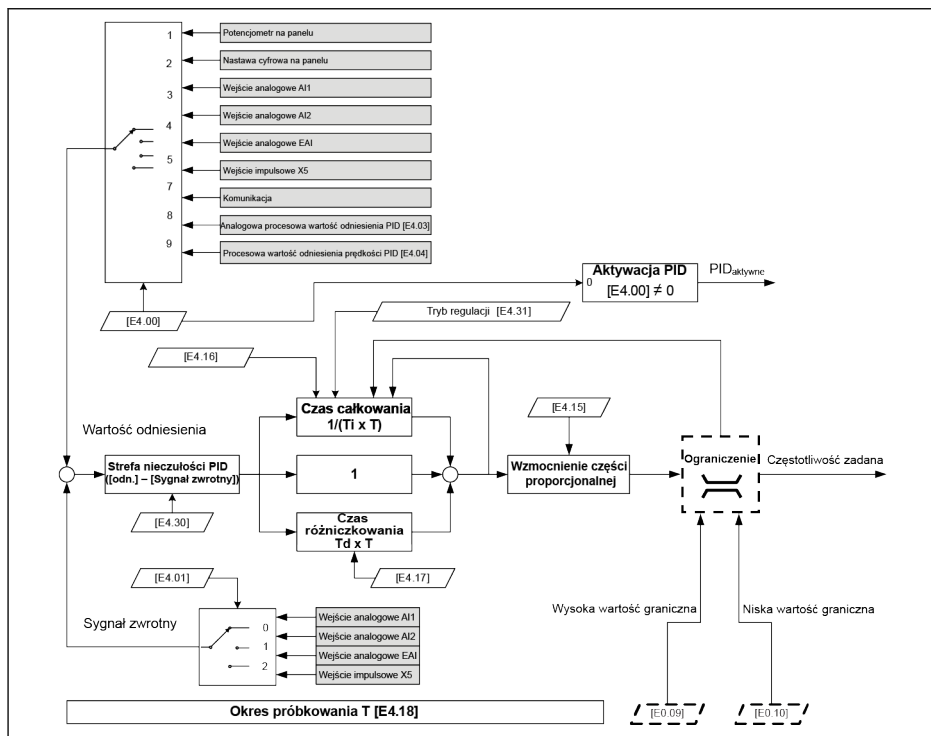 1
Potencjometr na panelu
2
Nastawa cyfrowa na panelu
3
Wejście analogowe AI1
4
Wejście analogowe AI2
Wejście analogowe EAI
5
Wejście impulsowe X5
7
Komunikacja
8
Analogowa procesowa wartość odniesienia PID [E4.03]
9
Procesowa wartość odniesienia prędkości PID [E4.04]
[E4.00]
0
Aktywacja PID
[E4.00] ≠ 0
PIDaktywne
Tryb regulacji [E4.31]
[E4.16]
Czas całkowania
1/(Ti x T)
[E4.15]
Wartość odniesienia
Strefa nieczułości PID
([odn.] – [Sygnał zwrotny])
1
Wzmocnienie części
proporcjonalnej
Ograniczenie
Częstotliwość zadana
[E4.30]
Czas
różniczkowania
Td x T
[E4.17]
[E4.01]
Wysoka wartość graniczna
Niska wartość graniczna
Sygnał zwrotny
0
1
2
Wejście analogowe AI1
Wejście analogowe AI2
Wejście analogowe EAI
Wejście impulsowe X5
Okres próbkowania T [E4.18]
[E0.09]
[E0.10]